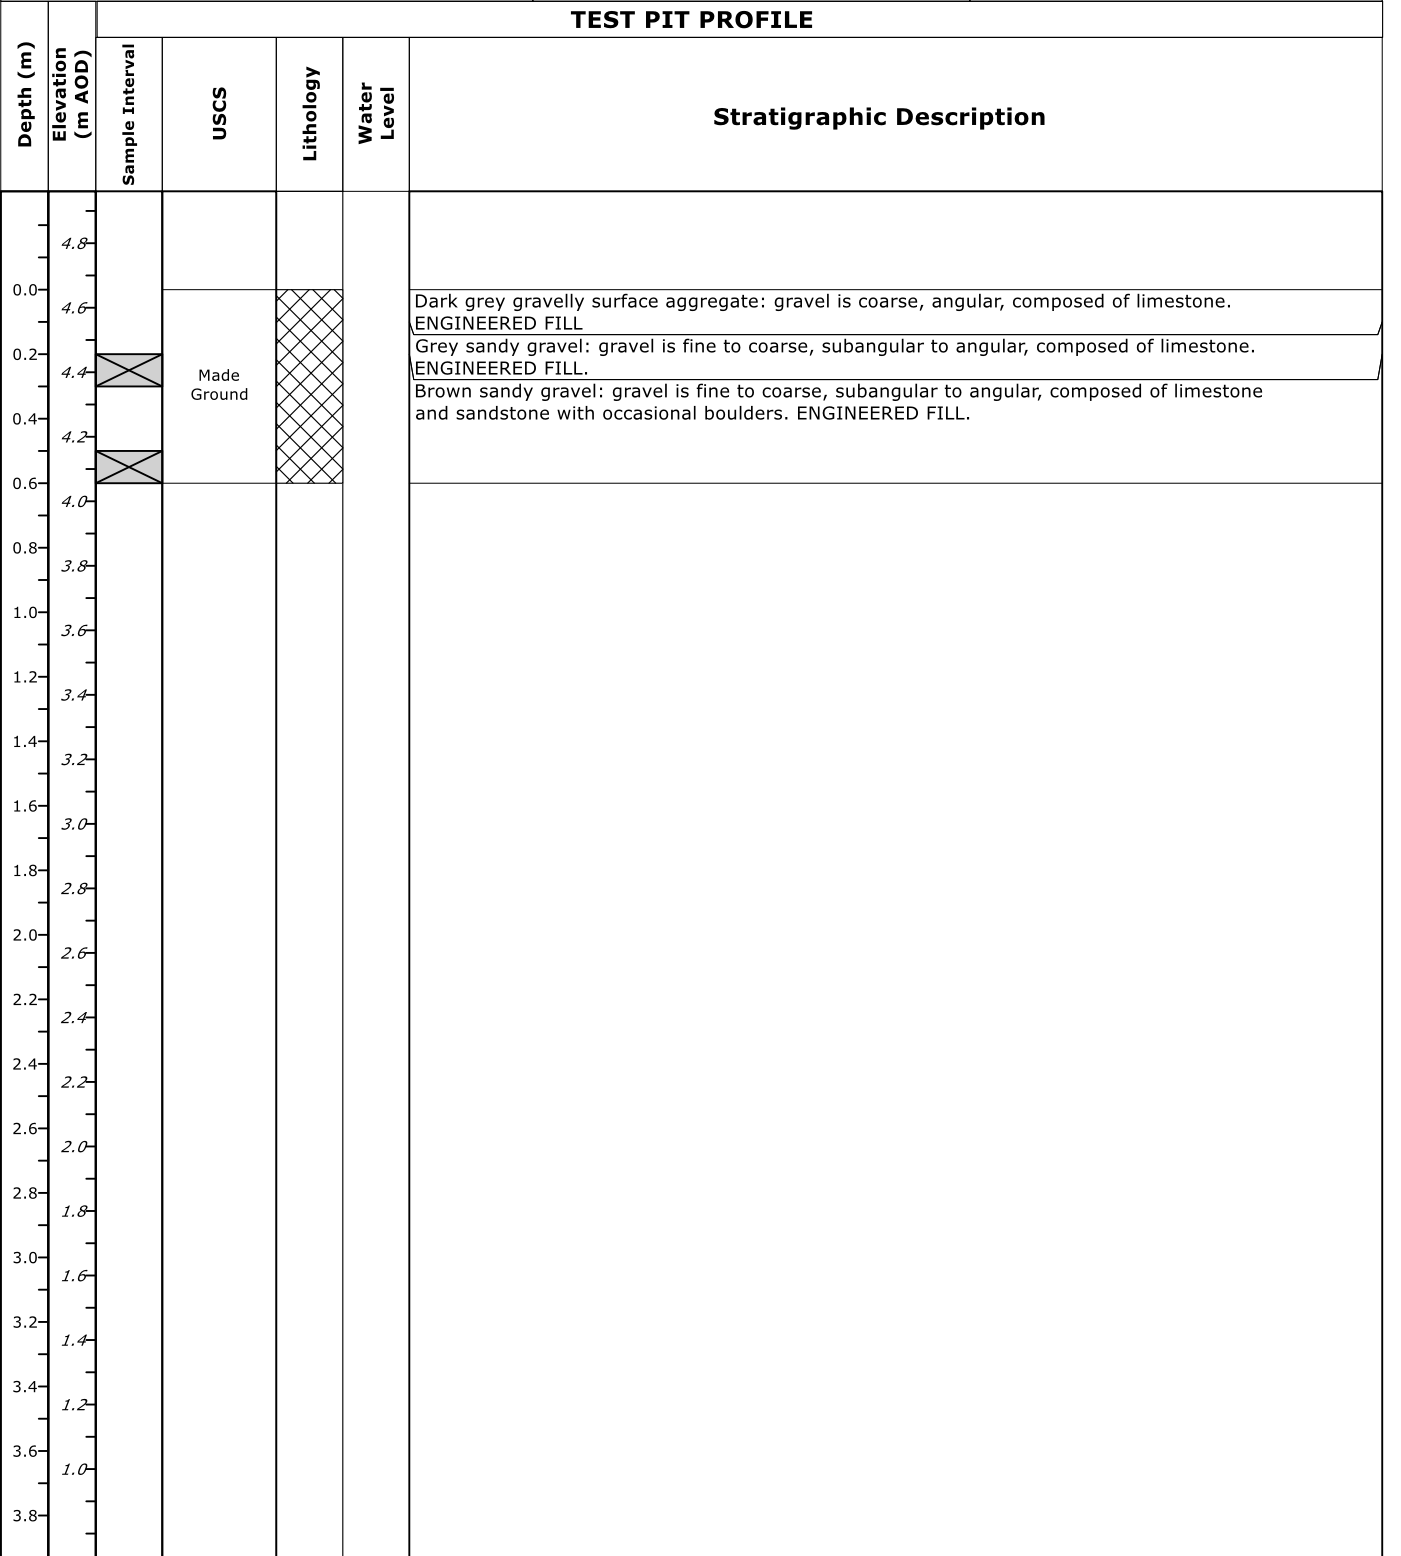 TEST PIT PROFILE
Depth (m)
Elevation
(m AOD)
Sample Interval
USCS
Lithology
Water
Level
Stratigraphic Description
4.8
0.0
Dark grey gravelly surface aggregate: gravel is coarse, angular, composed of limestone.
4.6
ENGINEERED FILL
Grey sandy gravel: gravel is fine to coarse, subangular to angular, composed of limestone.
0.2
ENGINEERED FILL.
4.4
Made
Ground
Brown sandy gravel: gravel is fine to coarse, subangular to angular, composed of limestone
and sandstone with occasional boulders. ENGINEERED FILL.
0.4
4.2
0.6
4.0
0.8
3.8
1.0
3.6
1.2
3.4
1.4
3.2
1.6
3.0
1.8
2.8
2.0
2.6
2.2
2.4
2.4
2.2
2.6
2.0
2.8
1.8
3.0
1.6
3.2
1.4
3.4
1.2
3.6
1.0
3.8